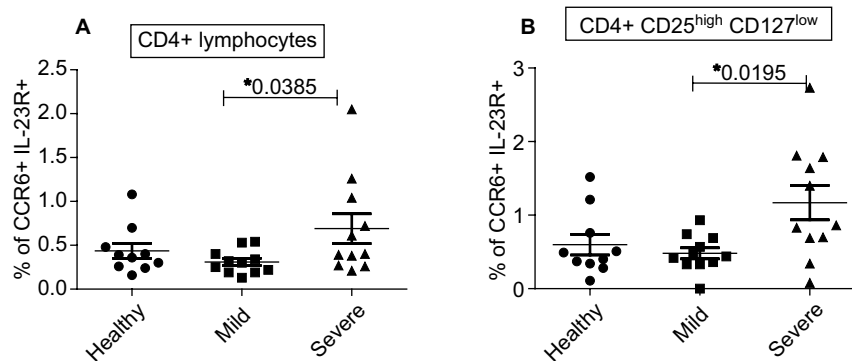 A
CD4+ lymphocytes
% of CCR6+ IL-23R+
2.5
2.0
1.5
1.0
0.5
0.0
*0.0385
Healthy
Mild
Severe
B
CD4+ CD25high CD127low
% of CCR6+ IL-23R+
3
2
1
0
*0.0195
Healthy
Mild
Severe